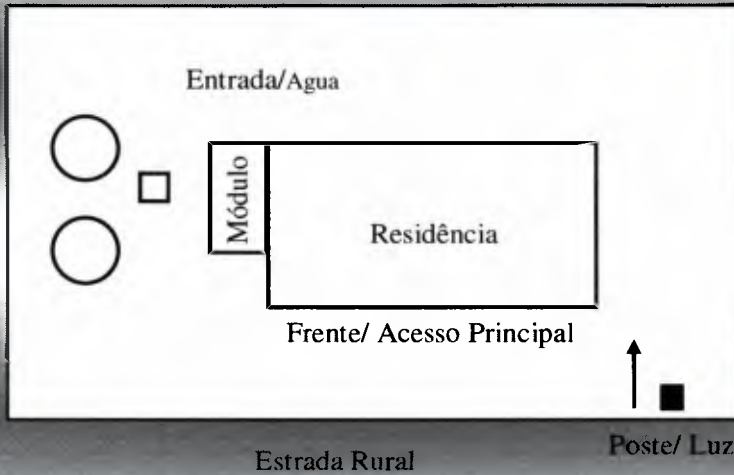 Entrada/Agua
Módulo
Residência
Frente/ Acesso Principal
Poste/ Luz
Estrada Rural